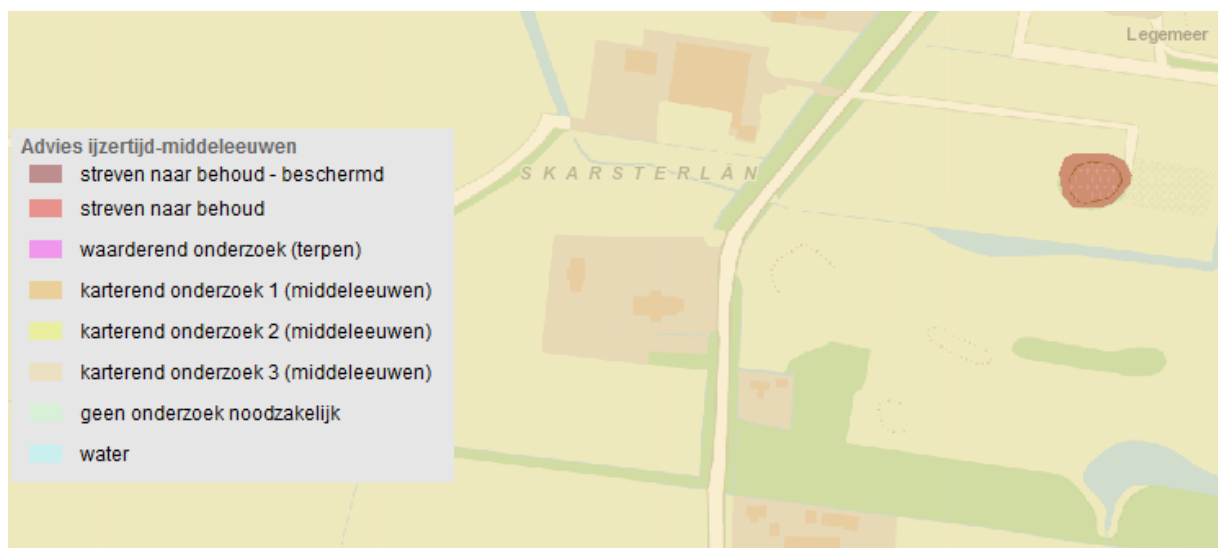 Legemeer
SKARSTERLÂN
Advies ijzertijd-middeleeuwen
streven naar behoud - beschermd
streven naar behoud
waarderend onderzoek (terpen)
karterend onderzoek 1 (middeleeuwen)
karterend onderzoek 2 (middeleeuwen)
karterend onderzoek 3 (middeleeuwen)
geen onderzoek noodzakelijk
water